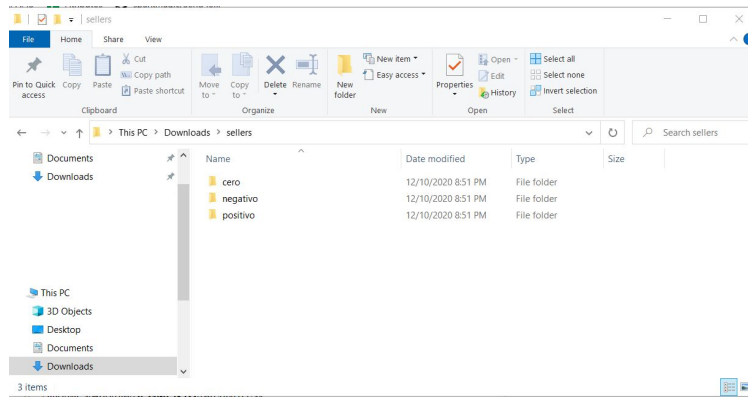 sellers
File Home Share View
Pin to Quick access
Copy
Paste
Cut
Copy path
Paste shortcut
Move to
Copy to
Delete
Rename
New folder
New item
Easy access
Properties
Open
Edit
History
Select all
Select none
Invert selection
Clipboard Organize New Open Select
This PC > Downloads > sellers
Search sellers
Documents
Downloads
This PC
3D Objects
Desktop
Documents
Downloads
Name Date modified Type Size
cero 12/10/2020 8:51 PM File folder
negativo 12/10/2020 8:51 PM File folder
positivo 12/10/2020 8:51 PM File folder
3 items